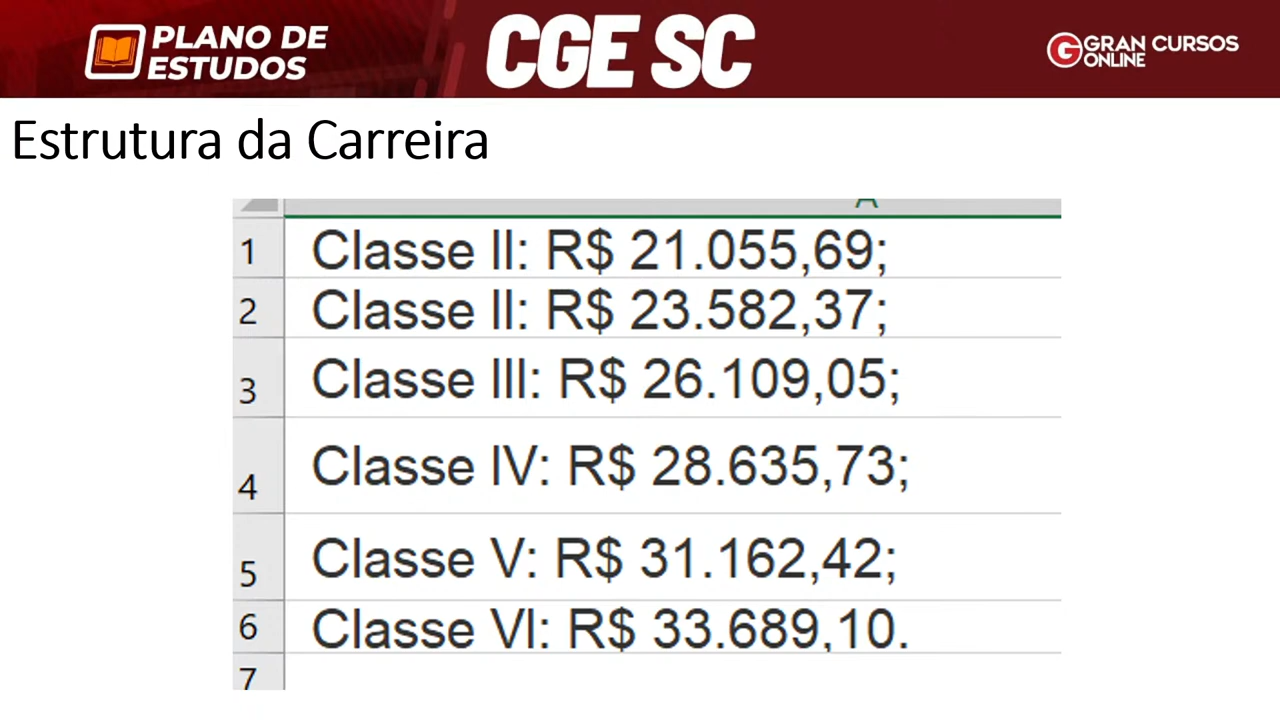 PLANO DE
ESTUDOS
CGE SC
GRAN CURSOS
ONLINE
Estrutura da Carreira
A
1 Classe II: R$ 21.055,69;
2 Classe II: R$ 23.582,37;
3 Classe III: R$ 26.109,05;
4 Classe IV: R$ 28.635,73;
5 Classe V: R$ 31.162,42;
6 Classe VI: R$ 33.689,10.
7